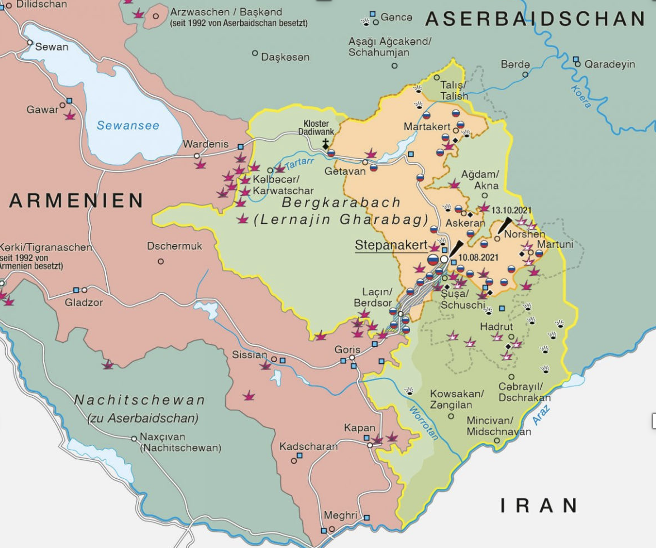 Dilidschan
Arzwaschen / Başkənd
(seit 1992 von Aserbaidschan besetzt)
Gəncə
ASERBAIDSCHAN
Sewan
Aşağı Ağcakənd/
Schahumjan
Daşkəsən
Bərdə
Qaradeyin
Koera
Talış/
Talish
Gawar
Sewansee
Kloster
Dadiwank
Martakert
Wardenis
Tartarr
Getavan
Kəlbəcər/
Karwatschar
Ağdam/
Akna
ARMENIEN
Bergkarabach
(Lernajin Gharabag)
13.10.2021
Askeran
Norshen
Martuni
Stepanakert
Kərki/Tigranaschen
(seit 1992 von
Armenien besetzt)
Dschermuk
10.08.2021
Laçın/
Berdsor
Şuşa/
Schuschi
Gladzor
Hadrut
Goris
Sissian
Cəbrayıl/
Dschrakan
Nachitschewan
(zu Aserbaidschan)
Kowsakan/
Zəngilan
Worrotan
Araz
Mincivan/
Midschnavan
Kapan
Naxçıvan
(Nachitschewan)
Kadscharan
IRAN
Meghri